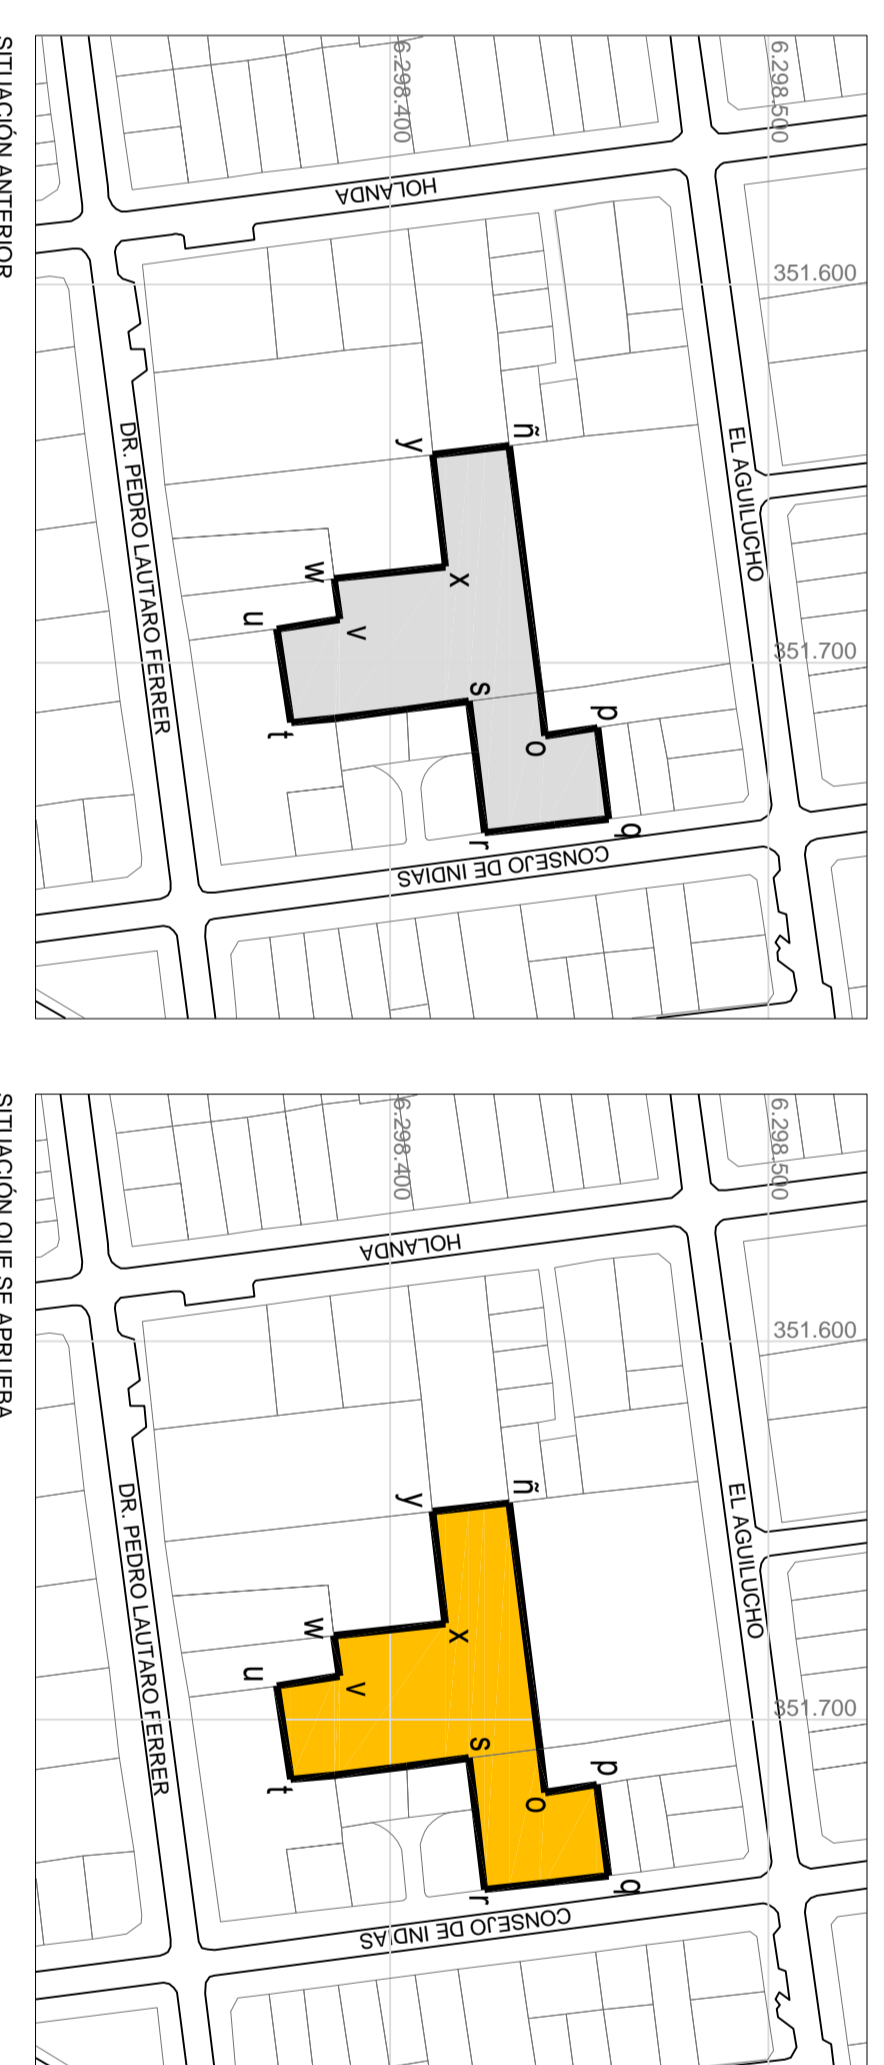 SITUACIÓN ANTERIOR
6.298.400
6.298.500
HOLANDA
351.600
EL AGUILUCHO
DR. PEDRO LAUTARO FERRER
ñ
y
x
w
v
u
351.700
s
p
o
t
q
r
CONSEJO DE INDIAS
SITUACIÓN QUE SE APRUEBA
6.298.400
6.298.500
HOLANDA
351.600
EL AGUILUCHO
DR. PEDRO LAUTARO FERRER
ñ
y
x
w
v
u
351.700
s
p
o
t
q
r
CONSEJO DE INDIAS